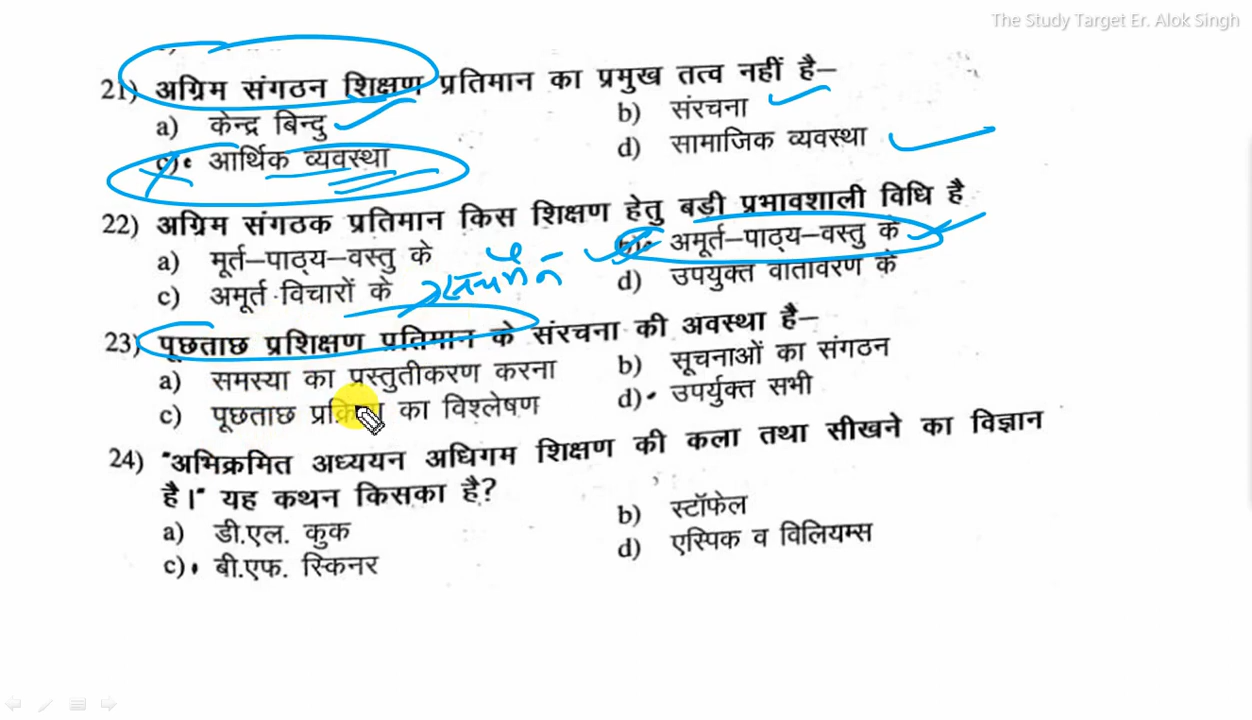 The Study Target Er. Alok Singh
21) अग्रिम संगठन शिक्षण प्रतिमान का प्रमुख तत्व नहीं है–
a) केन्द्र बिन्दु b) संरचना
c) आर्थिक व्यवस्था d) सामाजिक व्यवस्था
22) अग्रिम संगठक प्रतिमान किस शिक्षण हेतु बड़ी प्रभावशाली विधि है
a) मूर्त–पाठ्य–वस्तु के b) अमूर्त–पाठ्य–वस्तु के
c) अमूर्त विचारों के d) उपयुक्त वातावरण के
23) पूछताछ प्रशिक्षण प्रतिमान के संरचना की अवस्था है–
a) समस्या का प्रस्तुतीकरण करना b) सूचनाओं का संगठन
c) पूछताछ प्रक्रिया का विश्लेषण d) उपर्युक्त सभी
24) "अभिक्रमित अध्ययन अधिगम शिक्षण की कला तथा सीखने का विज्ञान
है।" यह कथन किसका है?
a) डी.एल. कुक b) स्टॉफेल
c) बी.एफ. स्किनर d) एस्पिक व विलियम्स